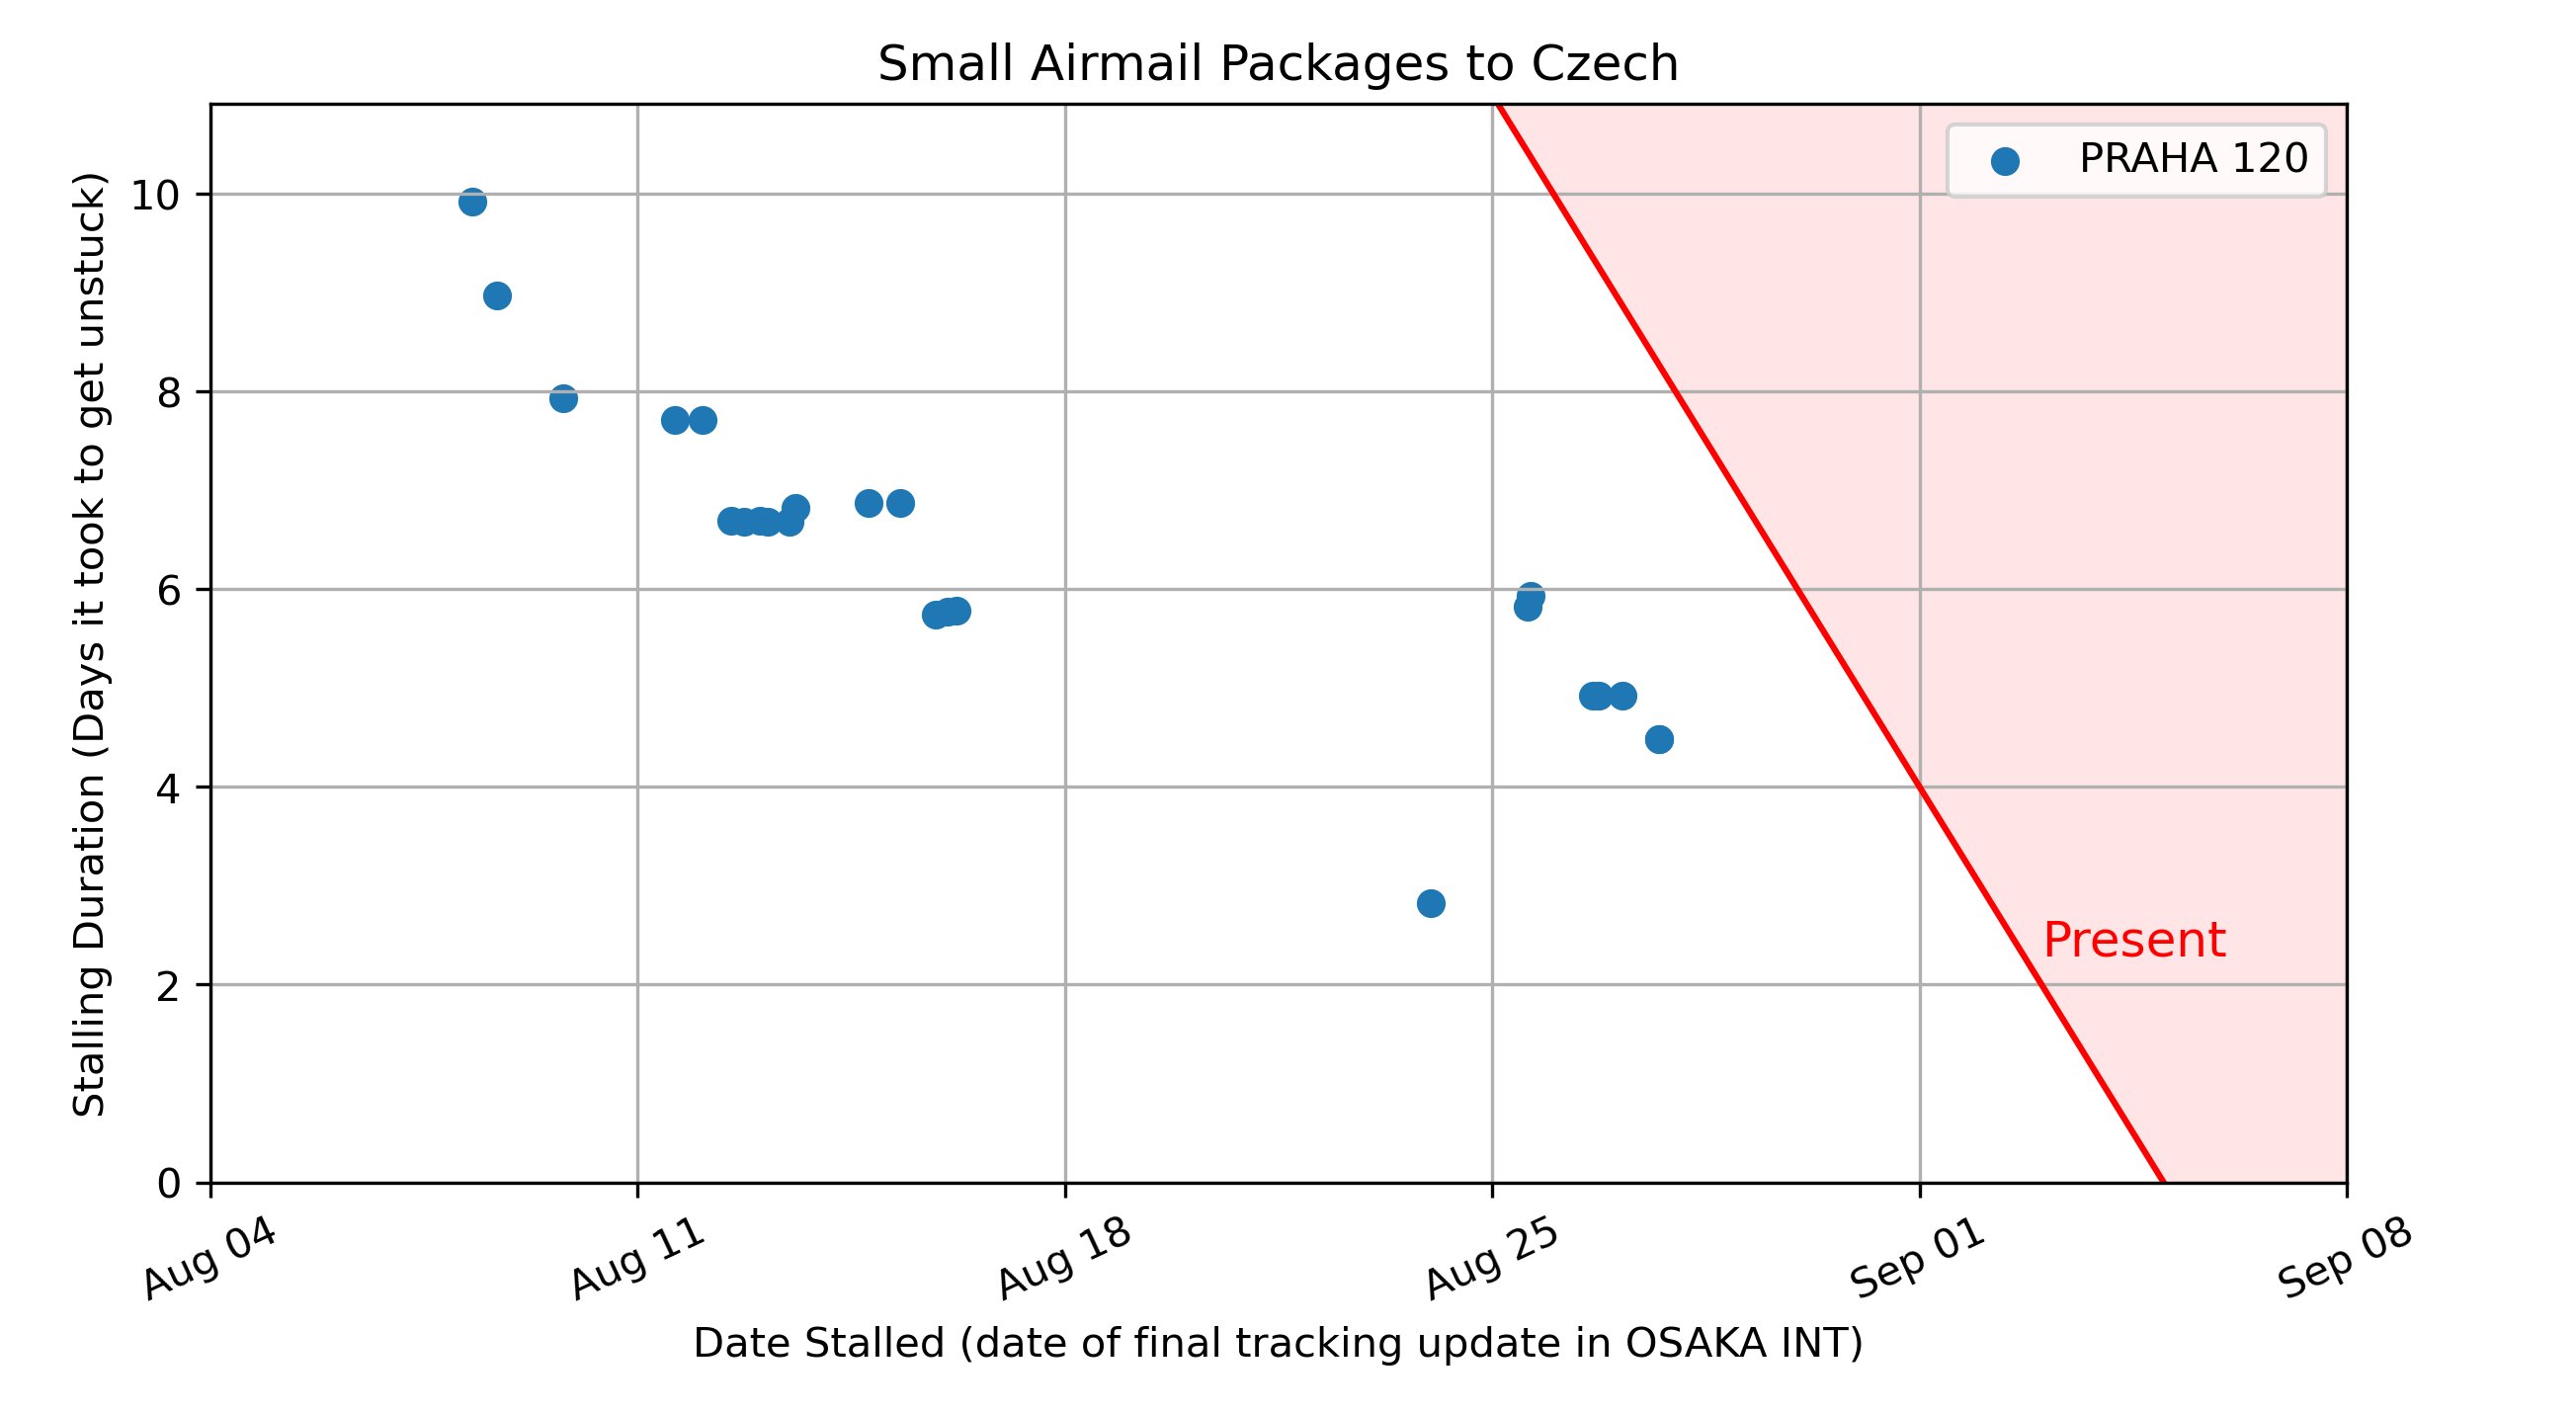 Small Airmail Packages to Czech
PRAHA 120
Stalling Duration (Days it took to get unstuck)
10
8
6
4
2
0
Present
Aug 04
Aug 11
Aug 18
Aug 25
Sep 01
Sep 08
Date Stalled (date of final tracking update in OSAKA INT)